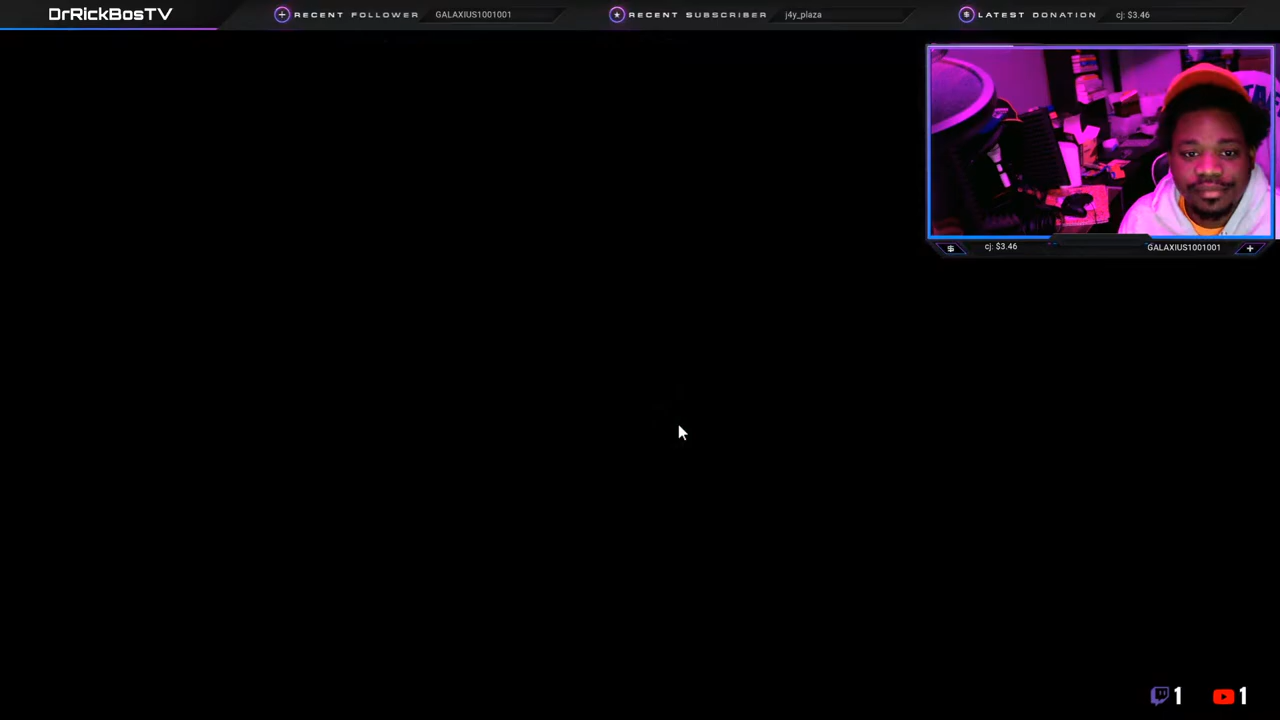 DrRickBosTV
RECENT FOLLOWER
GALAXIUS1001001
RECENT SUBSCRIBER
j4y_plaza
LATEST DONATION
cj: $3.46
cj: $3.46
GALAXIUS1001001
1
1